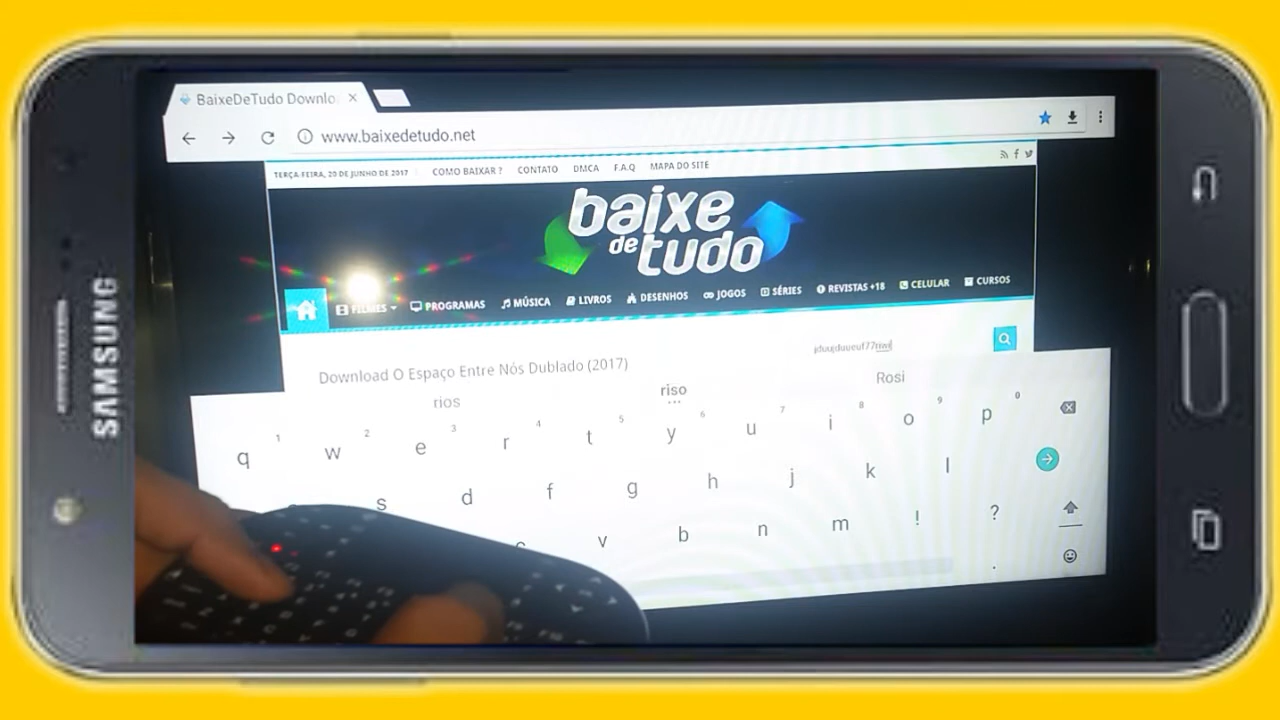 BaixeDeTudo Downlo
www.baixedetudo.net
TERÇA-FEIRA, 20 DE JUNHO DE 2017 COMO BAIXAR ? CONTATO DMCA F.A.Q MAPA DO SITE
baixe
de tudo
FILMES PROGRAMAS MÚSICA LIVROS DESENHOS JOGOS SÉRIES REVISTAS +18 CELULAR CURSOS
Download O Espaço Entre Nós Dublado (2017)
rios riso Rosi
1 2 3 4 5 6 7 8 9 0
q w e r t y u i o p
s d f g h j k l
v b n m ! ?
.
SAMSUNG